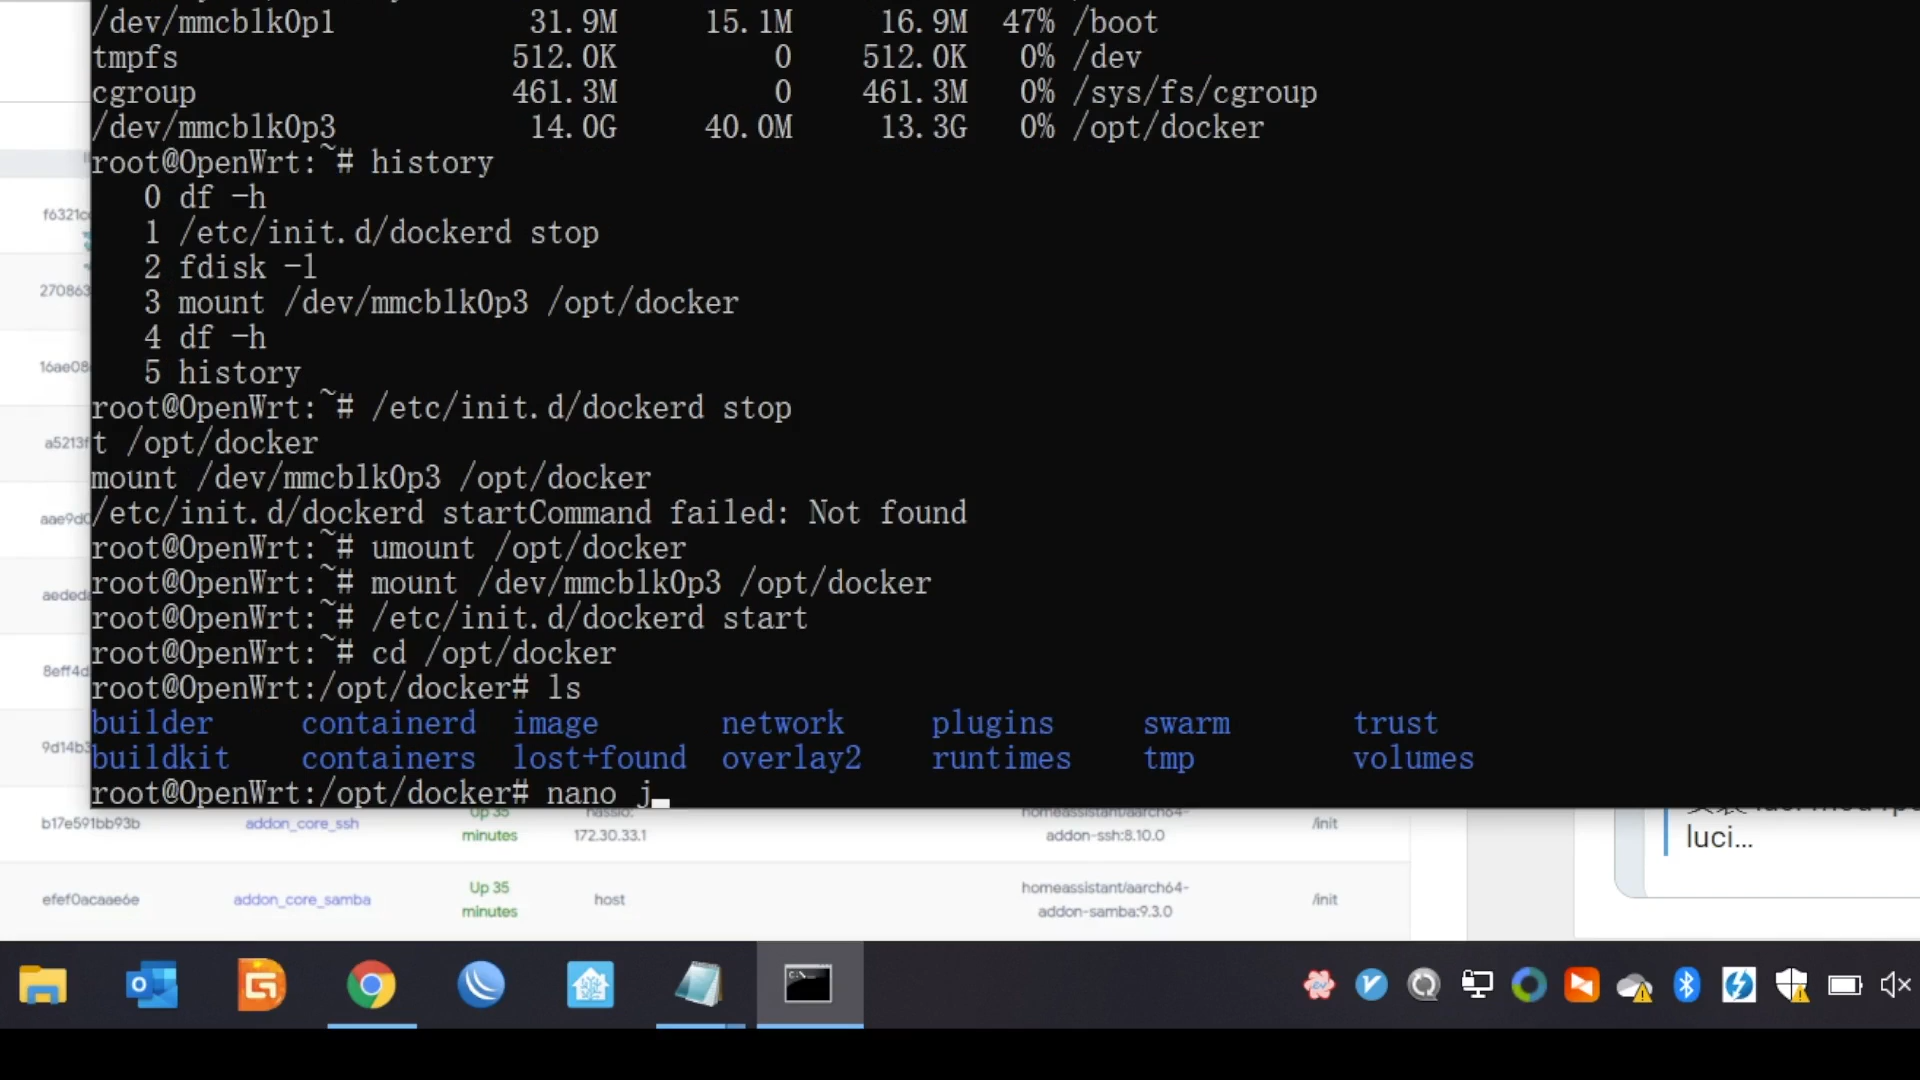 /dev/mmcblk0p1 31.9M 15.1M 16.9M 47% /boot
tmpfs 512.0K 0 512.0K 0% /dev
cgroup 461.3M 0 461.3M 0% /sys/fs/cgroup
/dev/mmcblk0p3 14.0G 40.0M 13.3G 0% /opt/docker
root@OpenWrt:~# history
0 df -h
1 /etc/init.d/dockerd stop
2 fdisk -l
3 mount /dev/mmcblk0p3 /opt/docker
4 df -h
5 history
root@OpenWrt:~# /etc/init.d/dockerd stop
t /opt/docker
mount /dev/mmcblk0p3 /opt/docker
/etc/init.d/dockerd startCommand failed: Not found
root@OpenWrt:~# umount /opt/docker
root@OpenWrt:~# mount /dev/mmcblk0p3 /opt/docker
root@OpenWrt:~# /etc/init.d/dockerd start
root@OpenWrt:~# cd /opt/docker
root@OpenWrt:/opt/docker# ls
builder containerd image network plugins swarm trust
buildkit containers lost+found overlay2 runtimes tmp volumes
root@OpenWrt:/opt/docker# nano j
270863
16ae08
a5213f
aae9d0
8eff4d
9d14b3
b17e591bb93b addon_core_ssh Up 35 minutes hassio: 172.30.33.1 homeassistant/aarch64-addon-ssh:8.10.0 /init
efef0acaae6e addon_core_samba Up 35 minutes host homeassistant/aarch64-addon-samba:9.3.0 /init
luci...